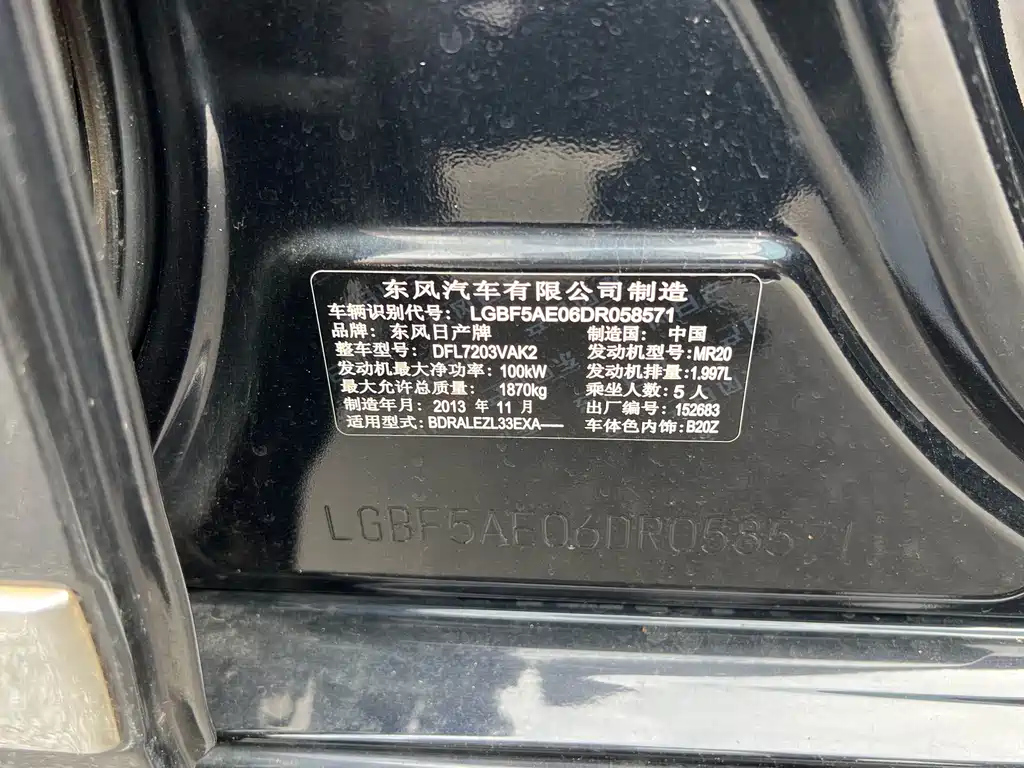 东风汽车有限公司制造
车辆识别代号: LGBF5AE06DR058571
品牌: 东风日产牌 制造国: 中国
整车型号: DFL7203VAK2 发动机型号:MR20
发动机最大净功率: 100kW 发动机排量:1.997L
最大允许总质量: 1870kg 乘坐人数: 5 人
制造年月: 2013 年 11 月 出厂编号: 152683
适用型式: BDRALEZL33EXA— 车体色内饰:B20Z
LGBF5AE06DR058571